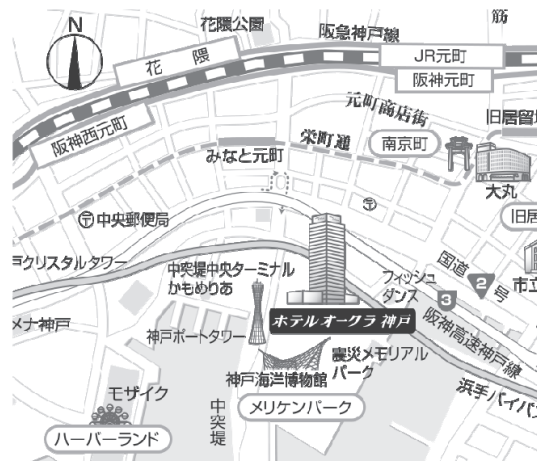 筋
花隈公園
阪急神戸線
N
JR元町
花隈
阪神元町
元町商店街
旧居留
阪神西元町
栄町通
南京町
みなと元町
大丸
〒中央郵便局
〒
旧居
戸クリスタルタワー
中突堤中央ターミナル
かもめりあ
フィッシュ
ダンス
国道2号
市立
3
メナ神戸
ホテルオークラ神戸
阪神高速神戸線
神戸ポートタワー
震災メモリアル
パーク
神戸海洋博物館
モザイク
メリケンパーク
浜手バイパ
中突堤
ハーバーランド